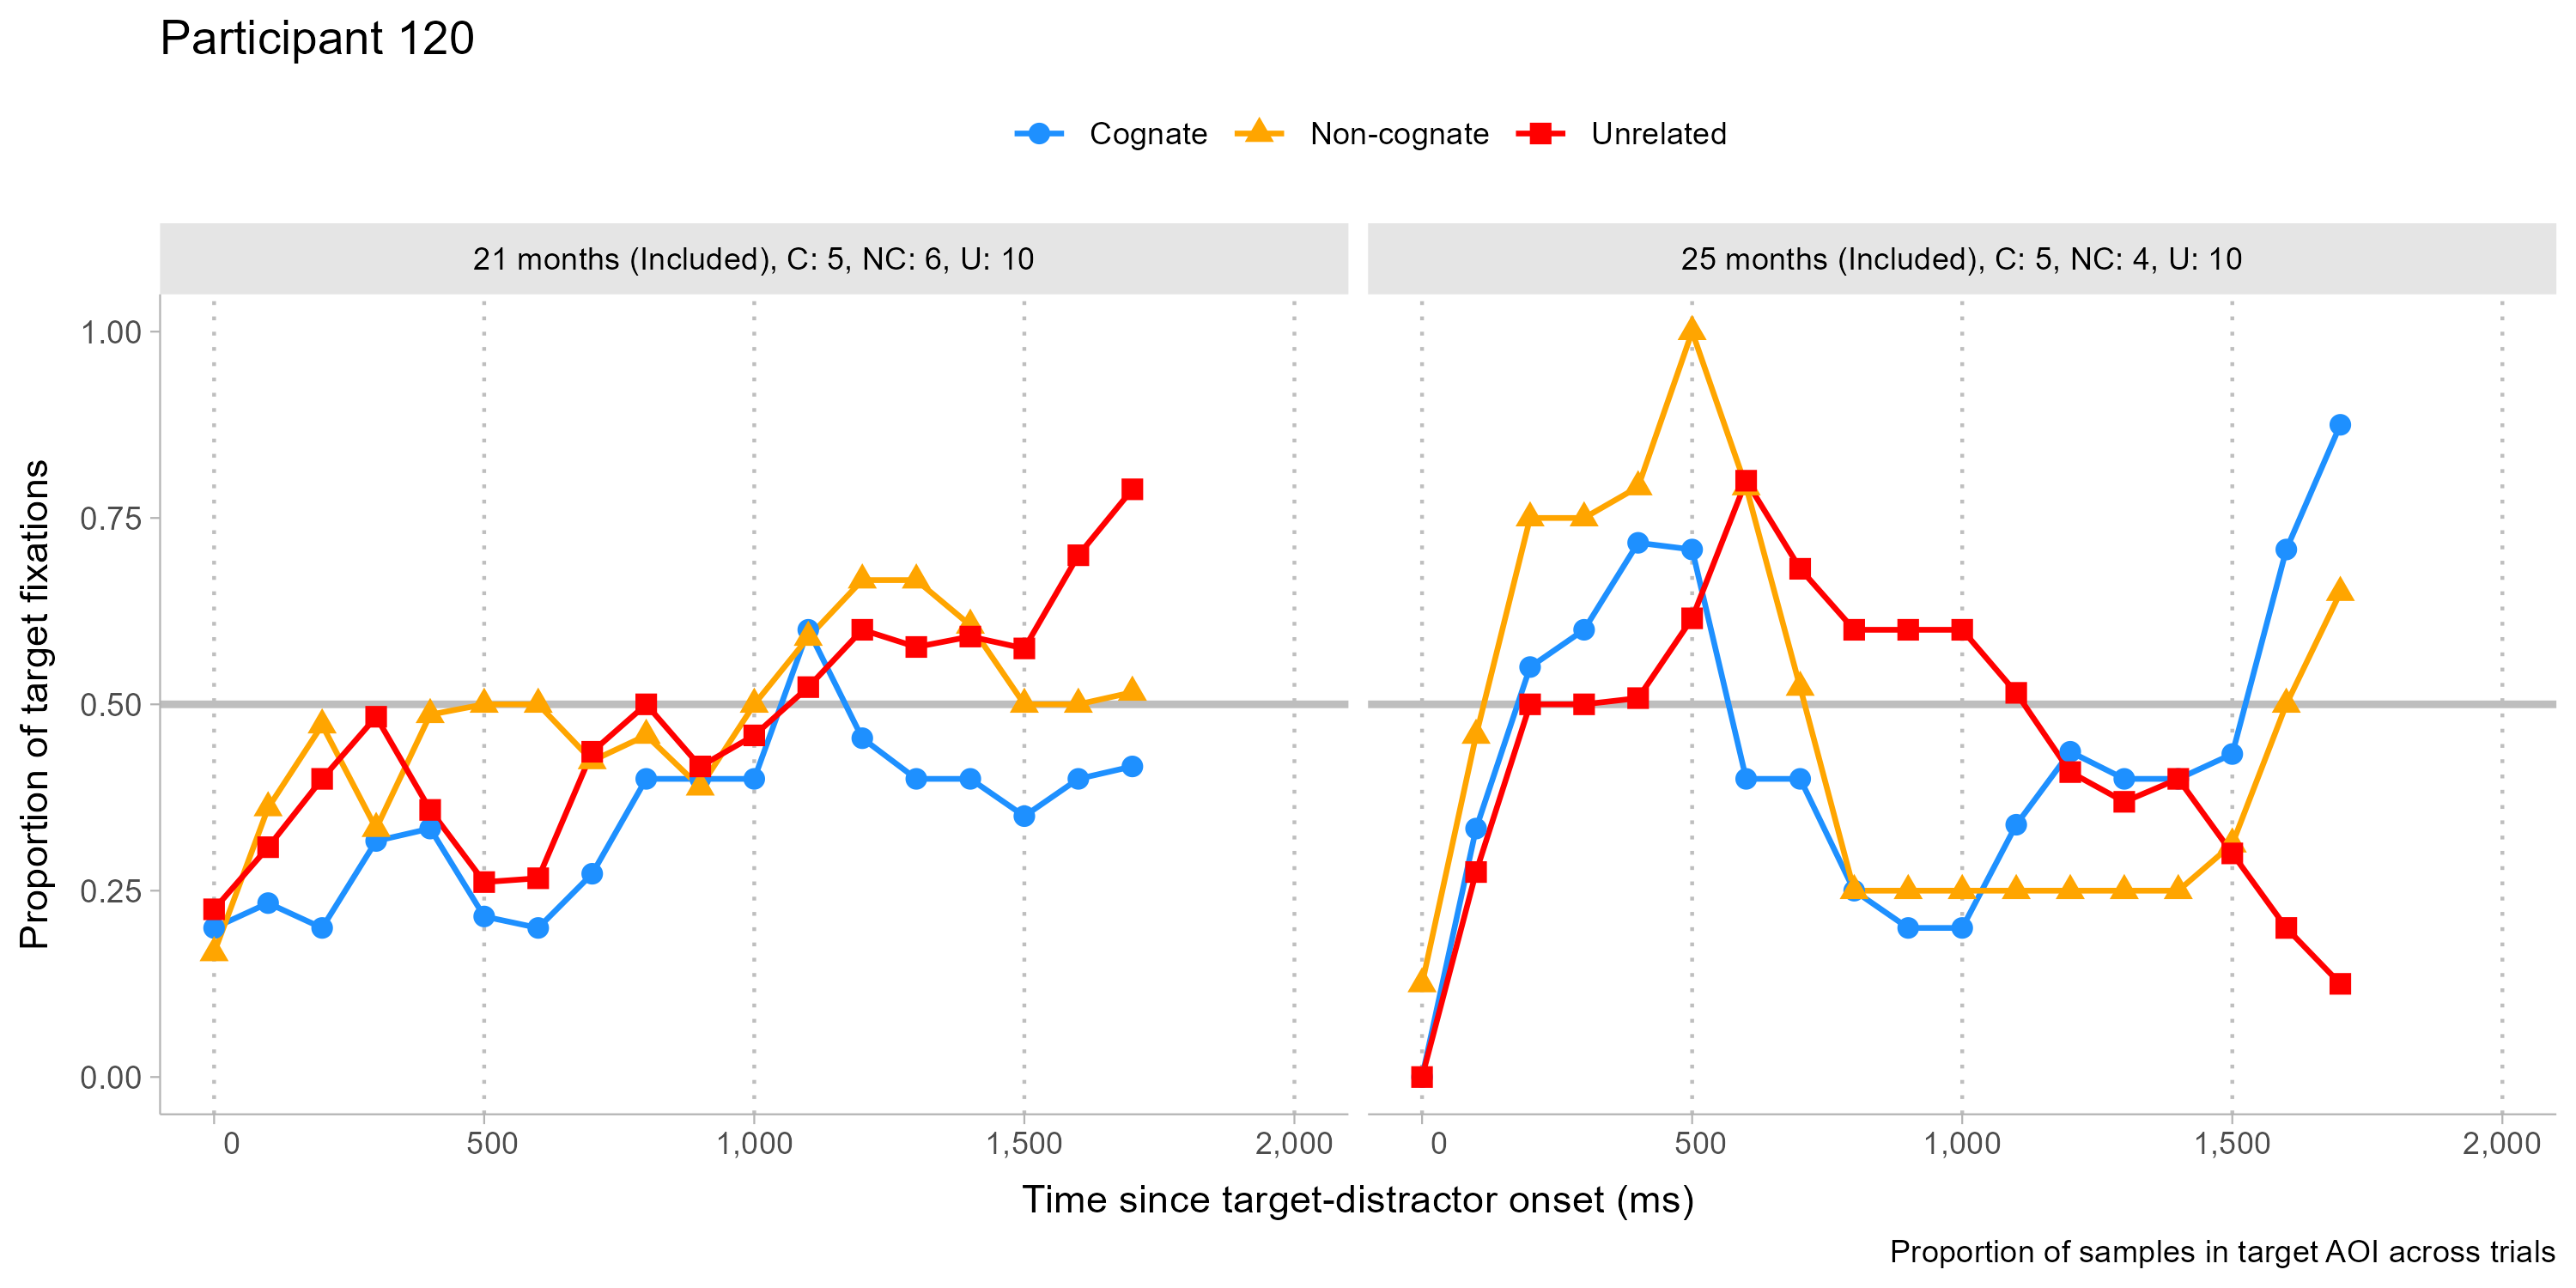 Participant 120
Cognate Non-cognate Unrelated
21 months (Included), C: 5, NC: 6, U: 10
25 months (Included), C: 5, NC: 4, U: 10
Proportion of target fixations
1.00
0.75
0.50
0.25
0.00
0 500 1,000 1,500 2,000
0 500 1,000 1,500 2,000
Time since target-distractor onset (ms)
Proportion of samples in target AOI across trials